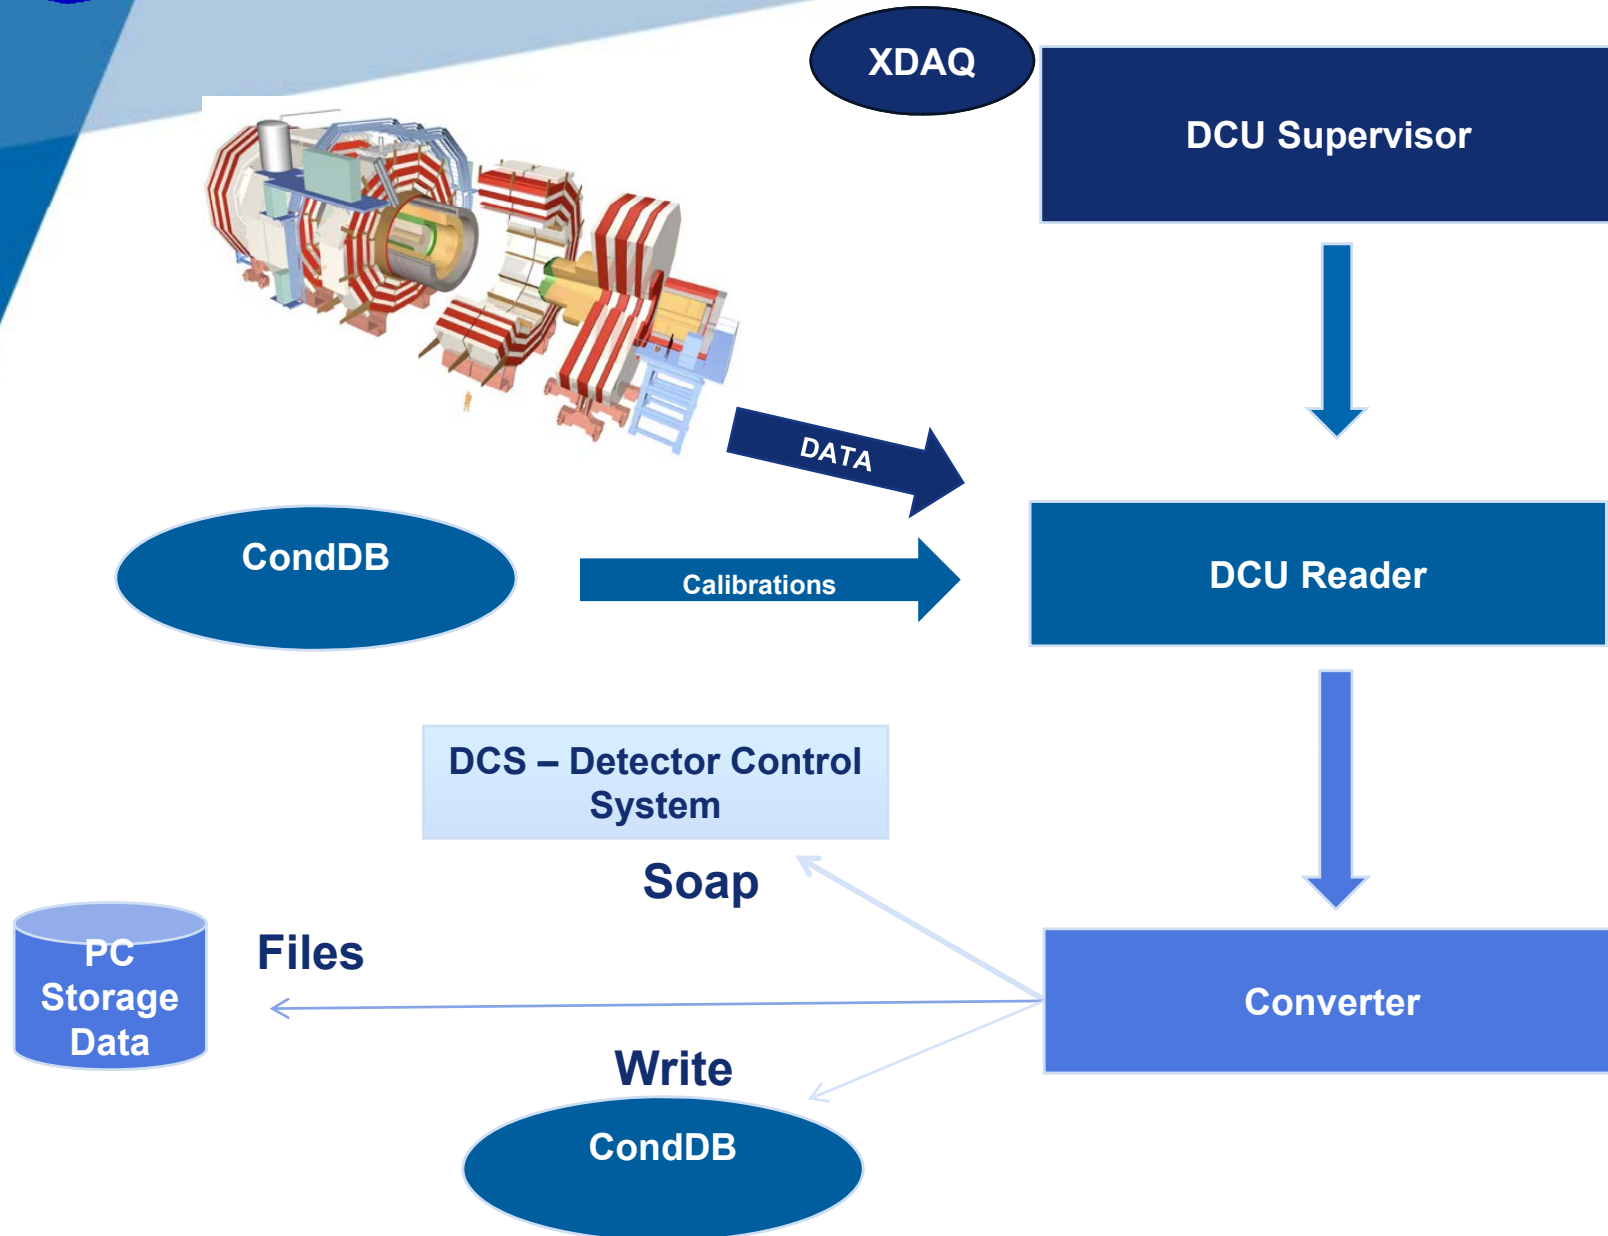 XDAQ
DCU Supervisor
DATA
CondDB
Calibrations
DCU Reader
DCS – Detector Control
System
Soap
Files
PC
Storage
Data
Converter
Write
CondDB